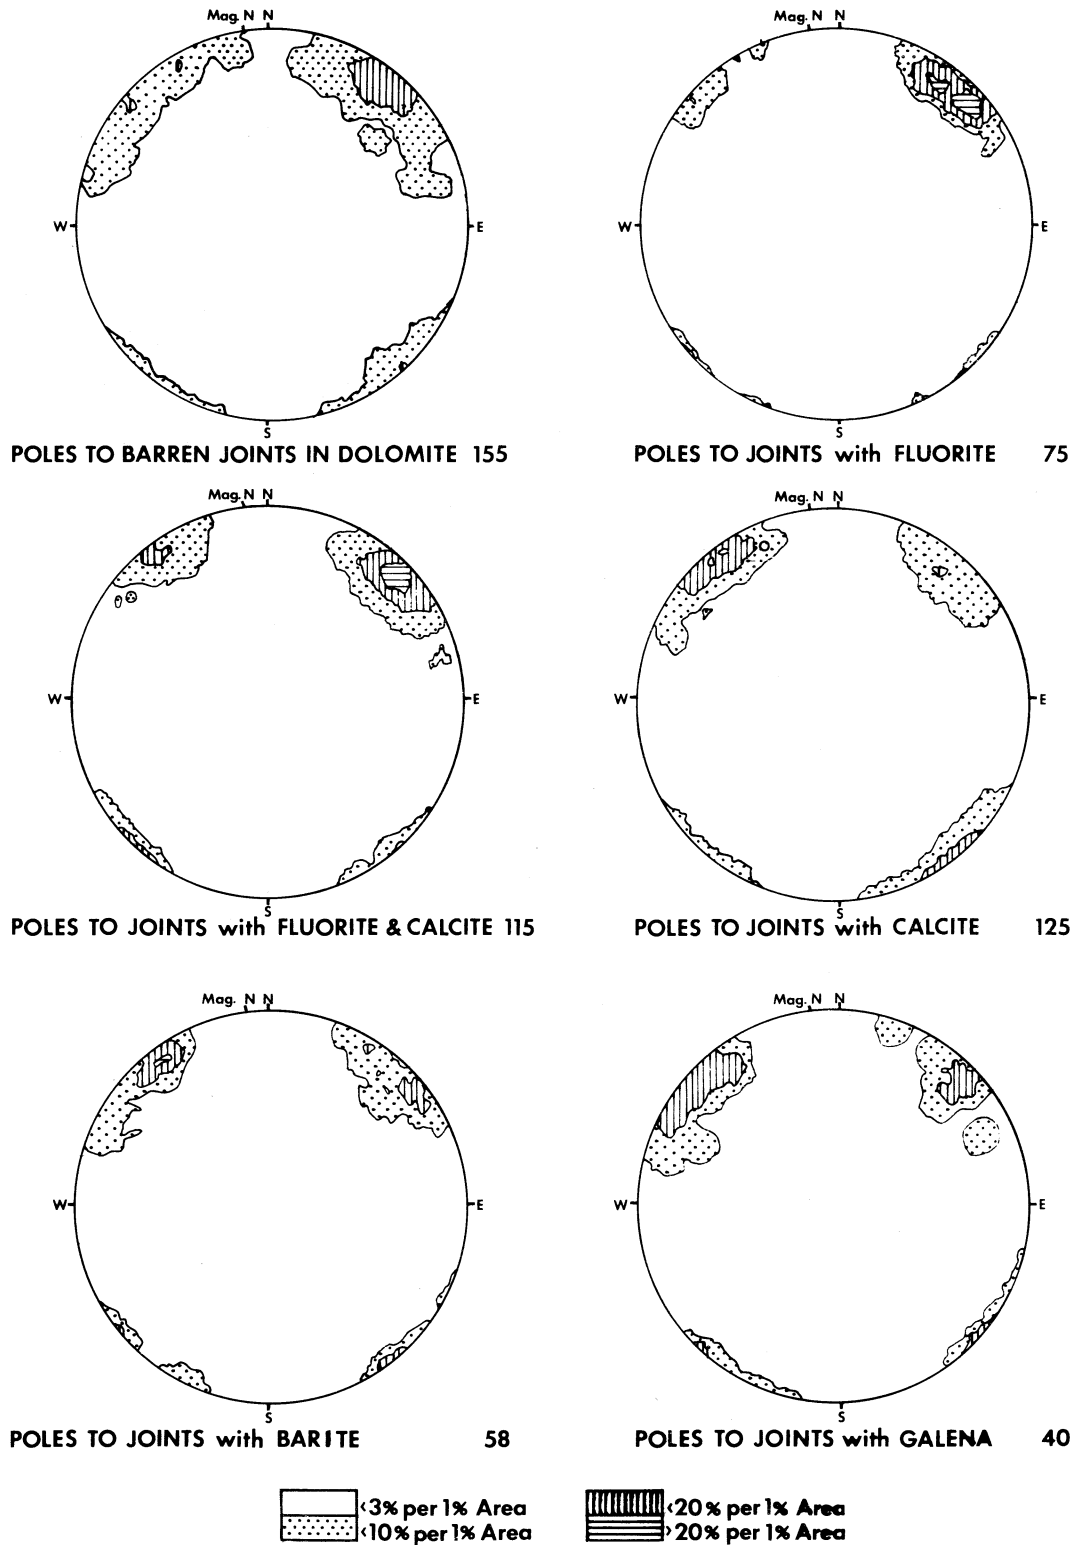 Mag. N N
Mag. N N
W
E
W
E
S
S
POLES TO BARREN JOINTS IN DOLOMITE 155
POLES TO JOINTS with FLUORITE 75
Mag. N N
Mag. N N
W
E
W
E
S
S
POLES TO JOINTS with FLUORITE & CALCITE 115
POLES TO JOINTS with CALCITE 125
Mag. N N
Mag. N N
W
E
W
E
S
S
POLES TO JOINTS with BARITE 58
POLES TO JOINTS with GALENA 40
<3% per 1% Area
<10% per 1% Area
<20% per 1% Area
>20% per 1% Area